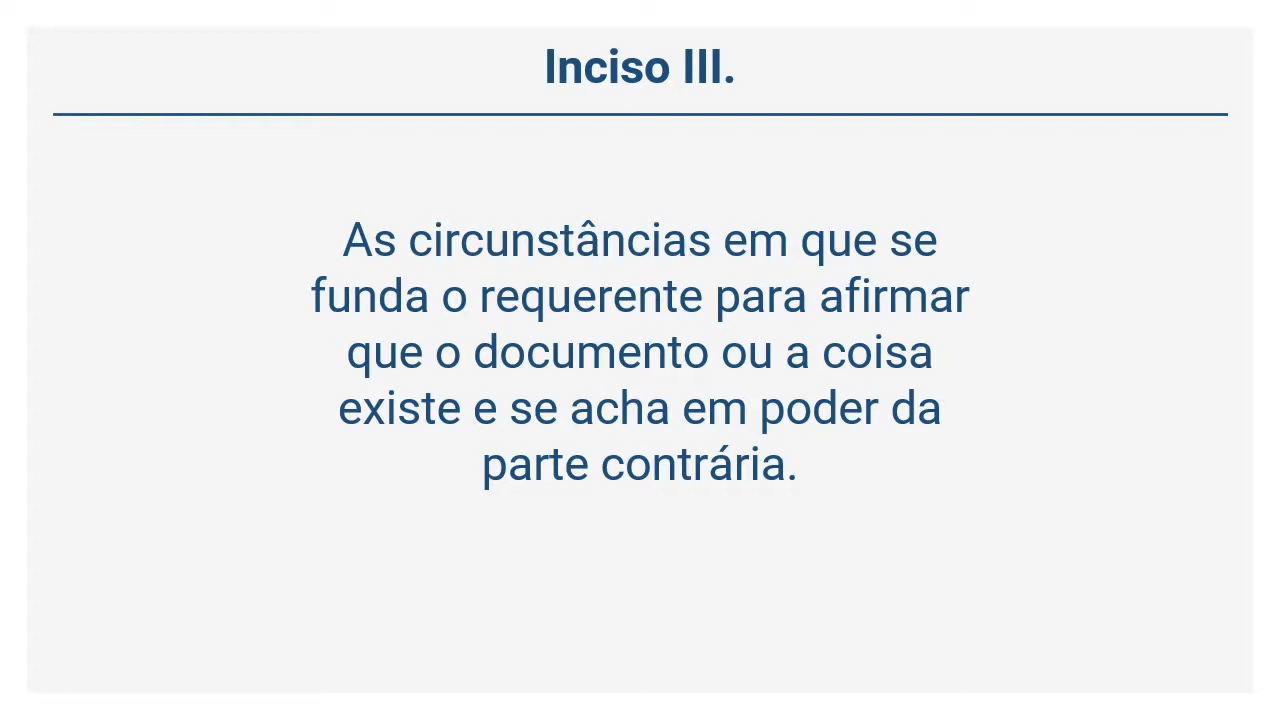 Inciso III.
As circunstâncias em que se
funda o requerente para afirmar
que o documento ou a coisa
existe e se acha em poder da
parte contrária.